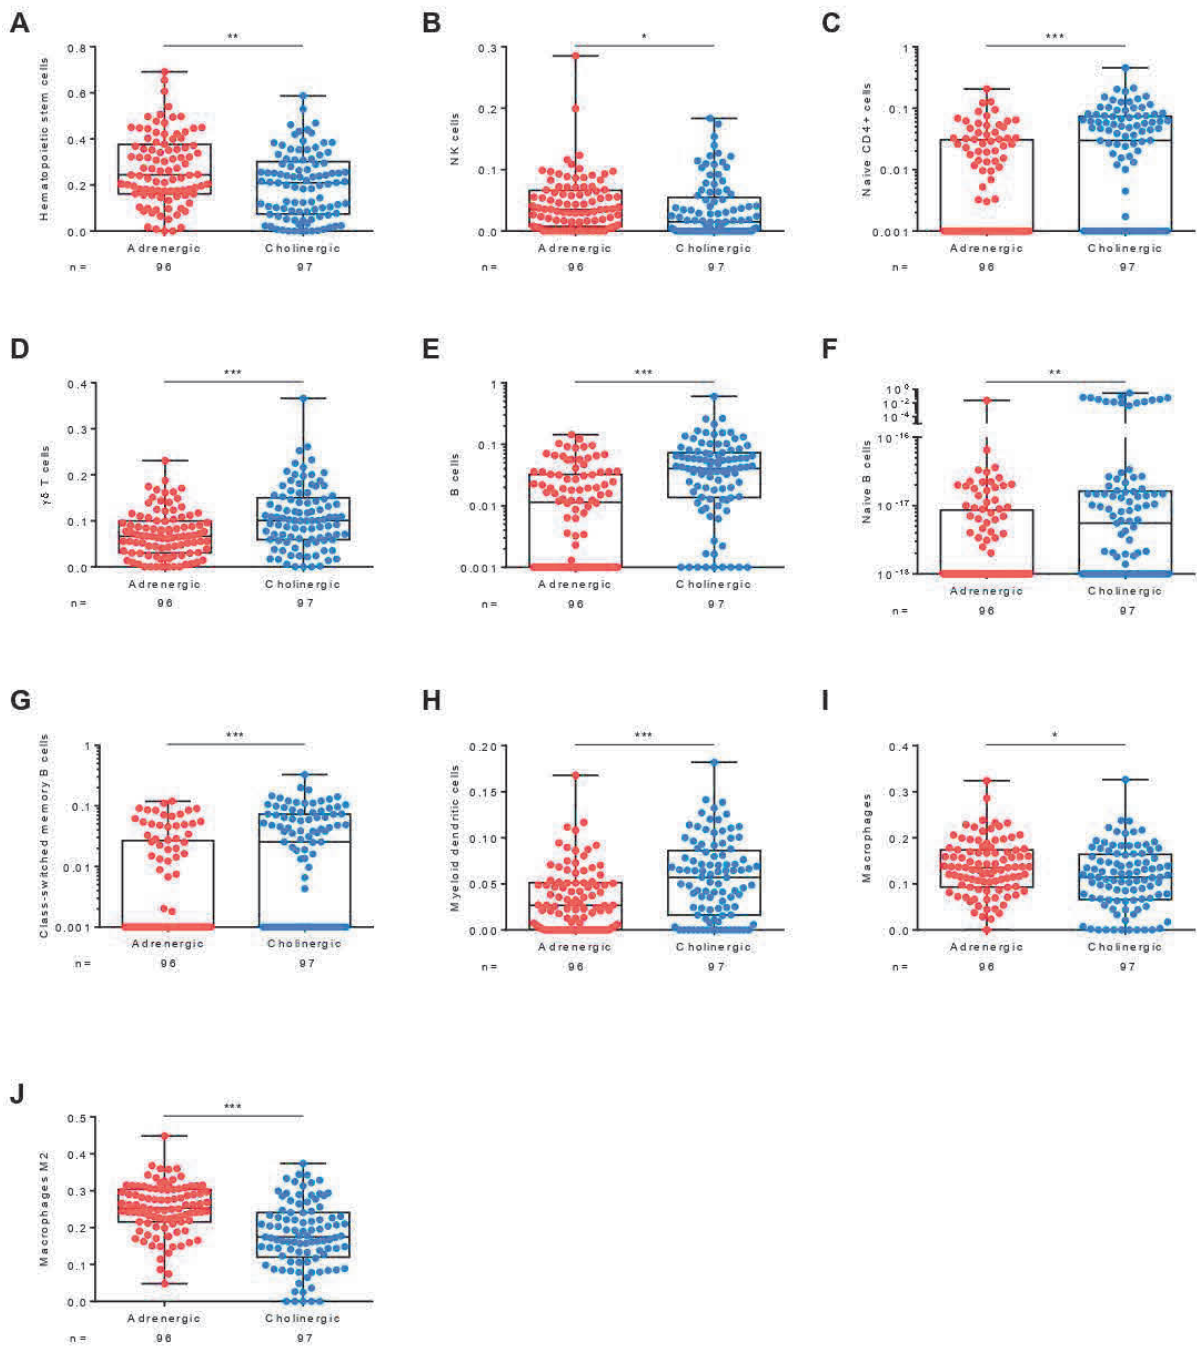 A
B
C
**
*
***
Hematopoietic stem cells
0.8
0.6
0.4
0.2
0.0
Adrenergic Cholinergic
n = 96 97
NK cells
0.3
0.2
0.1
0.0
Adrenergic Cholinergic
n = 96 97
Naive CD4+ cells
1
0.1
0.01
0.001
Adrenergic Cholinergic
n = 96 97
D
E
F
***
***
**
γδ T cells
0.4
0.3
0.2
0.1
0.0
Adrenergic Cholinergic
n = 96 97
B cells
1
0.1
0.01
0.001
Adrenergic Cholinergic
n = 96 97
Naive B cells
10⁰
10⁻²
10⁻⁴
10⁻¹⁶
10⁻¹⁷
10⁻¹⁸
Adrenergic Cholinergic
n = 96 97
G
H
I
***
***
*
Class-switched memory B cells
1
0.1
0.01
0.001
Adrenergic Cholinergic
n = 96 97
Myeloid dendritic cells
0.20
0.15
0.10
0.05
0.00
Adrenergic Cholinergic
n = 96 97
Macrophages
0.4
0.3
0.2
0.1
0.0
Adrenergic Cholinergic
n = 96 97
J
***
Macrophages M2
0.5
0.4
0.3
0.2
0.1
0.0
Adrenergic Cholinergic
n = 96 97